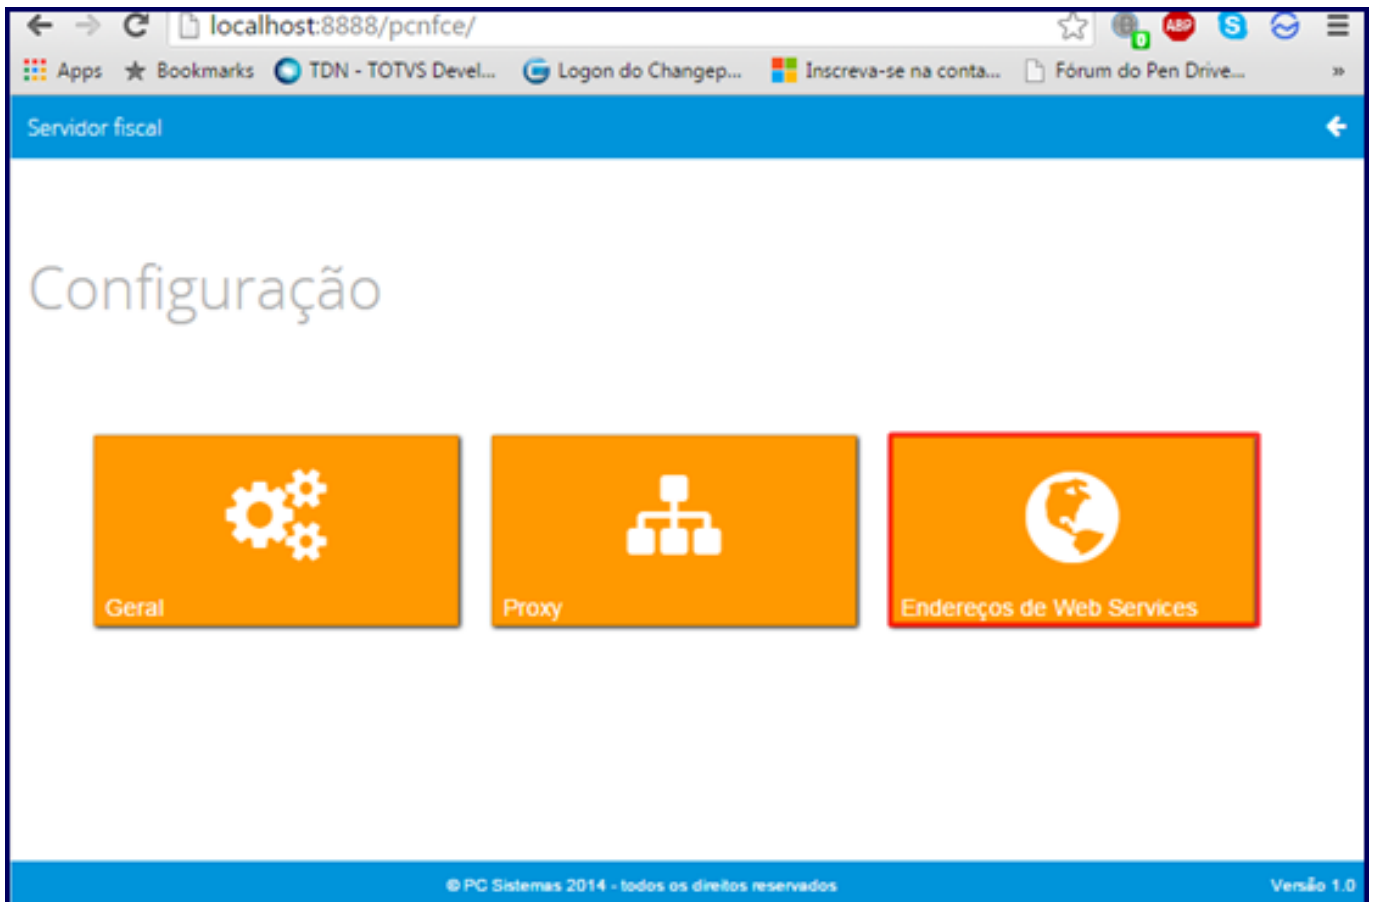 localhost:8888/pcnfce/
ABP
S
0
Apps Bookmarks TDN - TOTVS Devel... Logon do Changep... Inscreva-se na conta... Fórum do Pen Drive... »
Servidor fiscal
Configuração
Geral
Proxy
Endereços de Web Services
© PC Sistemas 2014 - todos os direitos reservados
Versão 1.0